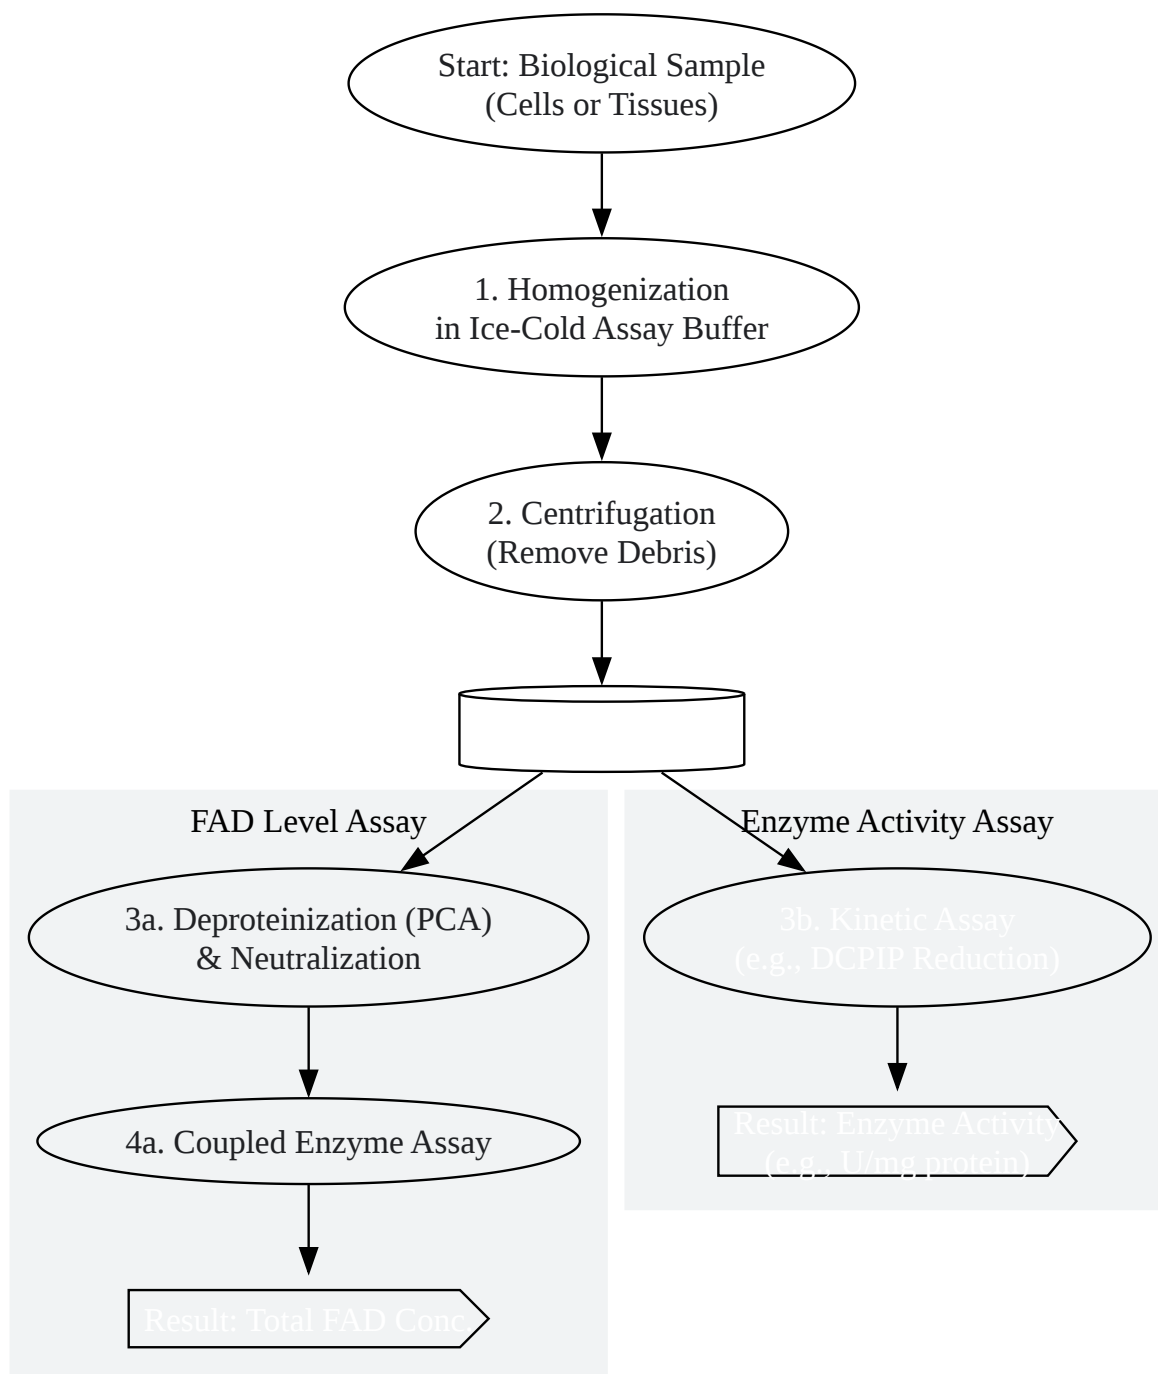 Start: Biological Sample
(Cells or Tissues)
1. Homogenization
in Ice-Cold Assay Buffer
2. Centrifugation
(Remove Debris)
FAD Level Assay
Enzyme Activity Assay
3a. Deproteinization (PCA)
& Neutralization
3b. Kinetic Assay
(e.g., DCPIP Reduction)
4a. Coupled Enzyme Assay
Result: Enzyme Activity
(e.g., U/mg protein)
Result: Total FAD Conc.